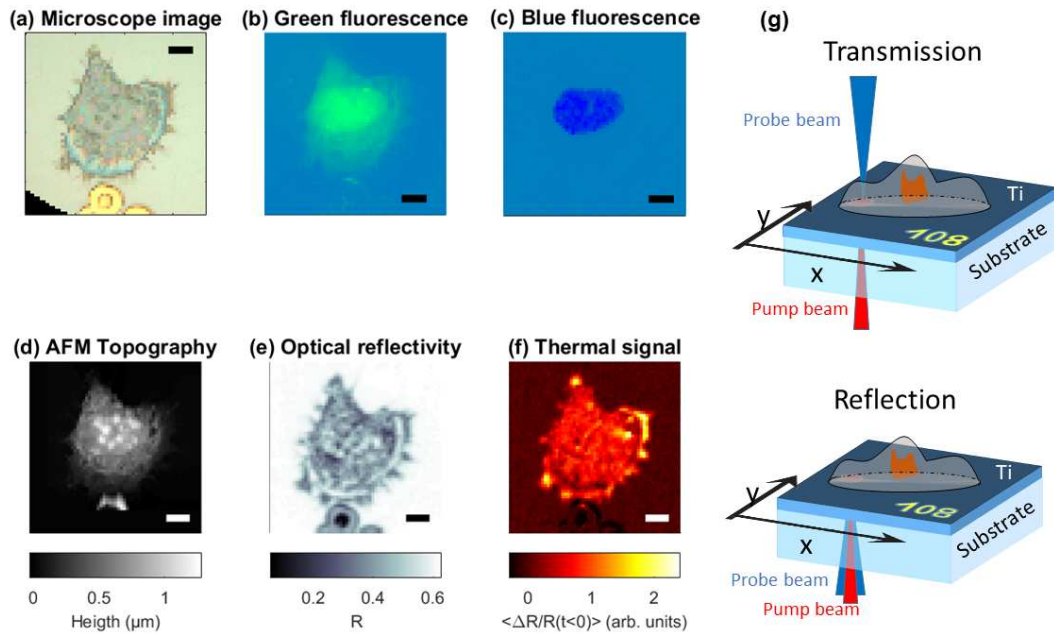 (a) Microscope image
(b) Green fluorescence
(c) Blue fluorescence
(g)
Transmission
Probe beam
Ti
y
108
x
Substrate
Pump beam
(d) AFM Topography
(e) Optical reflectivity
(f) Thermal signal
0 0.5 1
Heigth (µm)
0.2 0.4 0.6
R
0 1 2
<ΔR/R(t<0)> (arb. units)
Reflection
Ti
y
108
x
Substrate
Probe beam
Pump beam